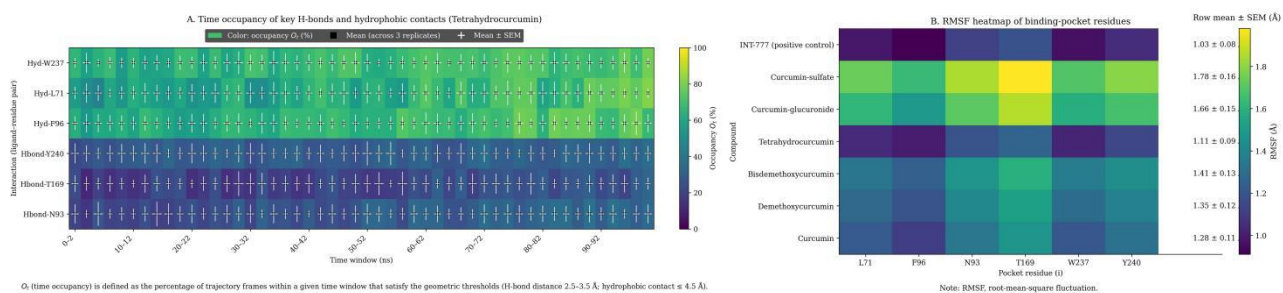 A. Time occupancy of key H-bonds and hydrophobic contacts (Tetrahydrocurcumin)
Color: occupancy Oₜ (%)
Mean (across 3 replicates)
Mean ± SEM
Interaction (ligand-residue pair)
Hyd-W237
Hyd-L71
Hyd-F96
Hbond-Y240
Hbond-T169
Hbond-N93
0-2
10-12
20-22
30-32
40-42
50-52
60-62
70-72
80-82
90-92
Time window (ns)
100
80
60
40
20
0
Occupancy Oₜ (%)
Oₜ (time occupancy) is defined as the percentage of trajectory frames within a given time window that satisfy the geometric thresholds (H-bond distance 2.5–3.5 Å; hydrophobic contact ≤ 4.5 Å).
B. RMSF heatmap of binding-pocket residues
Row mean ± SEM (Å)
Compound
INT-777 (positive control)
1.03 ± 0.08
Curcumin-sulfate
1.78 ± 0.16
Curcumin-glucuronide
1.66 ± 0.15
Tetrahydrocurcumin
1.11 ± 0.09
Bisdemethoxycurcumin
1.41 ± 0.13
Demethoxycurcumin
1.35 ± 0.12
Curcumin
1.28 ± 0.11
L71
F96
N93
T169
W237
Y240
Pocket residue (i)
1.8
1.6
1.4
1.2
1.0
RMSF (Å)
Note: RMSF, root-mean-square fluctuation.